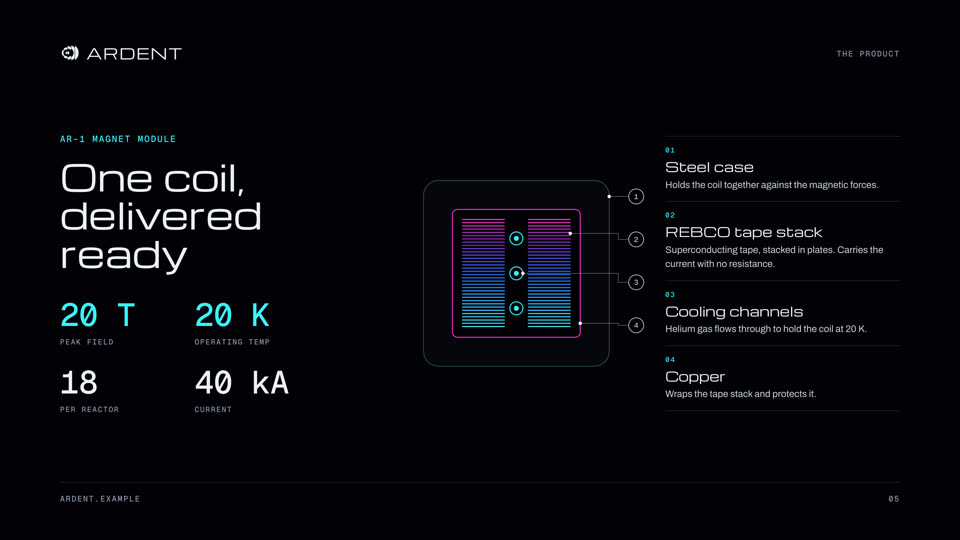 ARDENT
THE PRODUCT
AR-1 MAGNET MODULE
One coil,
delivered
ready
20 T
PEAK FIELD
20 K
OPERATING TEMP
18
PER REACTOR
40 kA
CURRENT
1
2
3
4
01
Steel case
Holds the coil together against the magnetic forces.
02
REBCO tape stack
Superconducting tape, stacked in plates. Carries the
current with no resistance.
03
Cooling channels
Helium gas flows through to hold the coil at 20 K.
04
Copper
Wraps the tape stack and protects it.
ARDENT.EXAMPLE
05